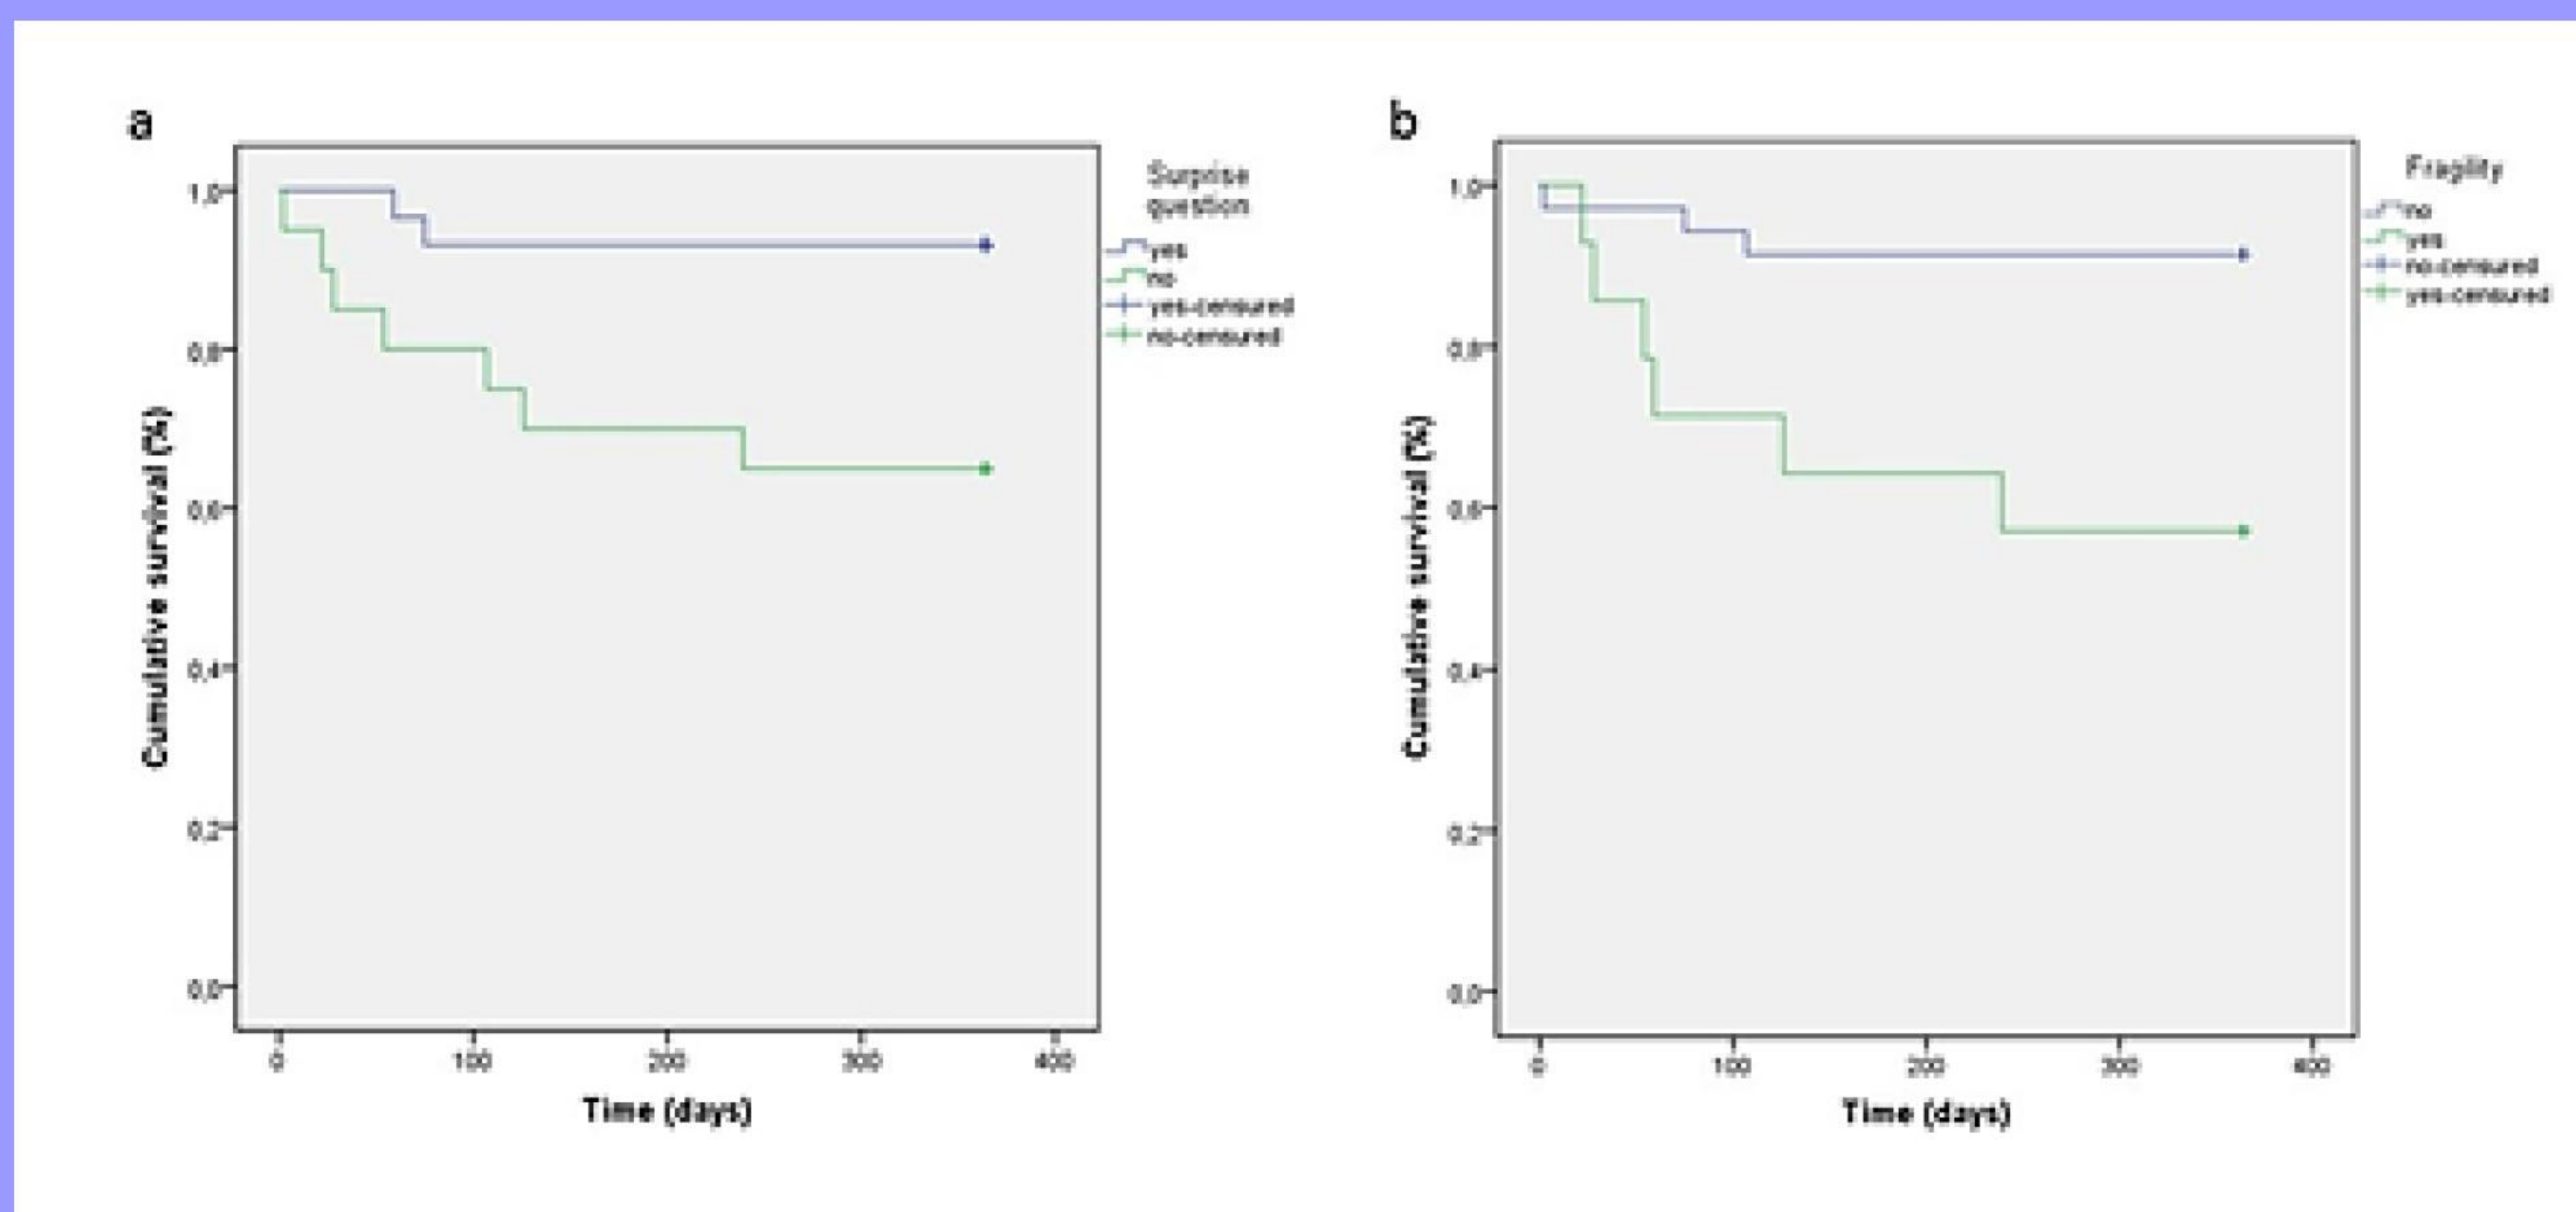 a
Surprise
question
yes
no
yes-censured
no-censured
1,0
0,8
0,6
0,4
0,2
0,0
Cumulative survival (%)
0
100
200
300
400
Time (days)
b
Fragility
no
yes
no-censured
yes-censured
1,0
0,8
0,6
0,4
0,2
0,0
Cumulative survival (%)
0
100
200
300
400
Time (days)